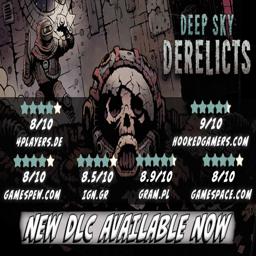 DEEP SKY
DERELICTS
8/10
4PLAYERS.DE
9/10
HOOKEDGAMERS.COM
8/10
GAMESPEW.COM
8.5/10
IGN.GR
8.9/10
GRAM.PL
8/10
GAMESPACE.COM
NEW DLC AVAILABLE NOW